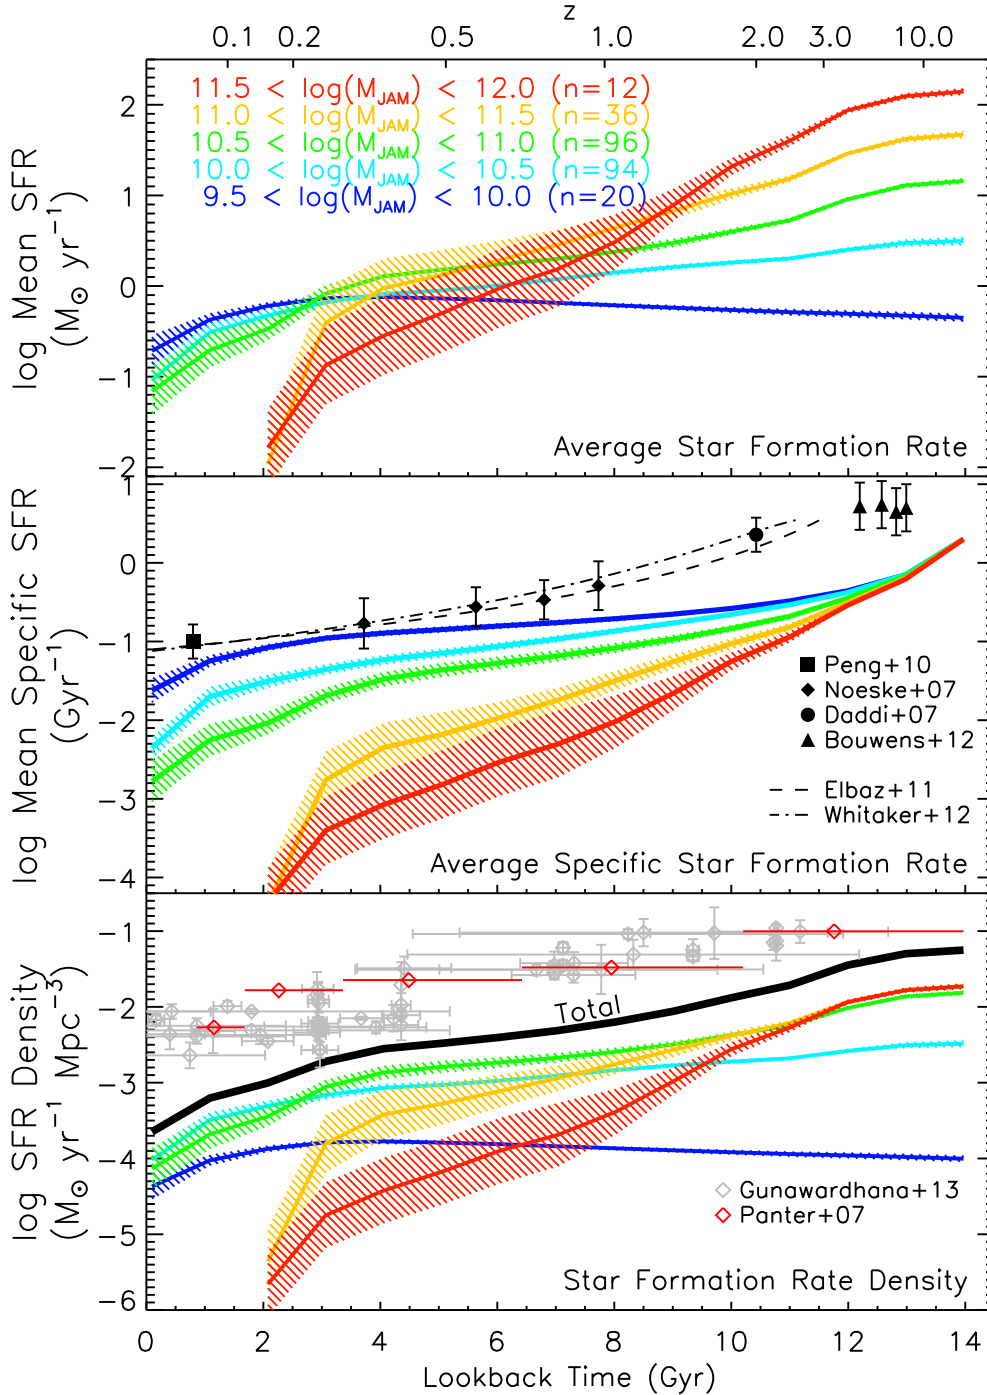 z
0.1 0.2 0.5 1.0 2.0 3.0 10.0
11.5 < log(M_JAM) < 12.0 (n=12)
11.0 < log(M_JAM) < 11.5 (n=36)
10.5 < log(M_JAM) < 11.0 (n=96)
10.0 < log(M_JAM) < 10.5 (n=94)
9.5 < log(M_JAM) < 10.0 (n=20)
log Mean SFR
(M⊙ yr⁻¹)
2
1
0
−1
−2
Average Star Formation Rate
log Mean Specific SFR
(Gyr⁻¹)
1
0
−1
−2
−3
−4
Peng+10
Noeske+07
Daddi+07
Bouwens+12
Elbaz+11
Whitaker+12
Average Specific Star Formation Rate
log SFR Density
(M⊙ yr⁻¹ Mpc⁻³)
−1
−2
−3
−4
−5
−6
Total
Gunawardhana+13
Panter+07
Star Formation Rate Density
0 2 4 6 8 10 12 14
Lookback Time (Gyr)